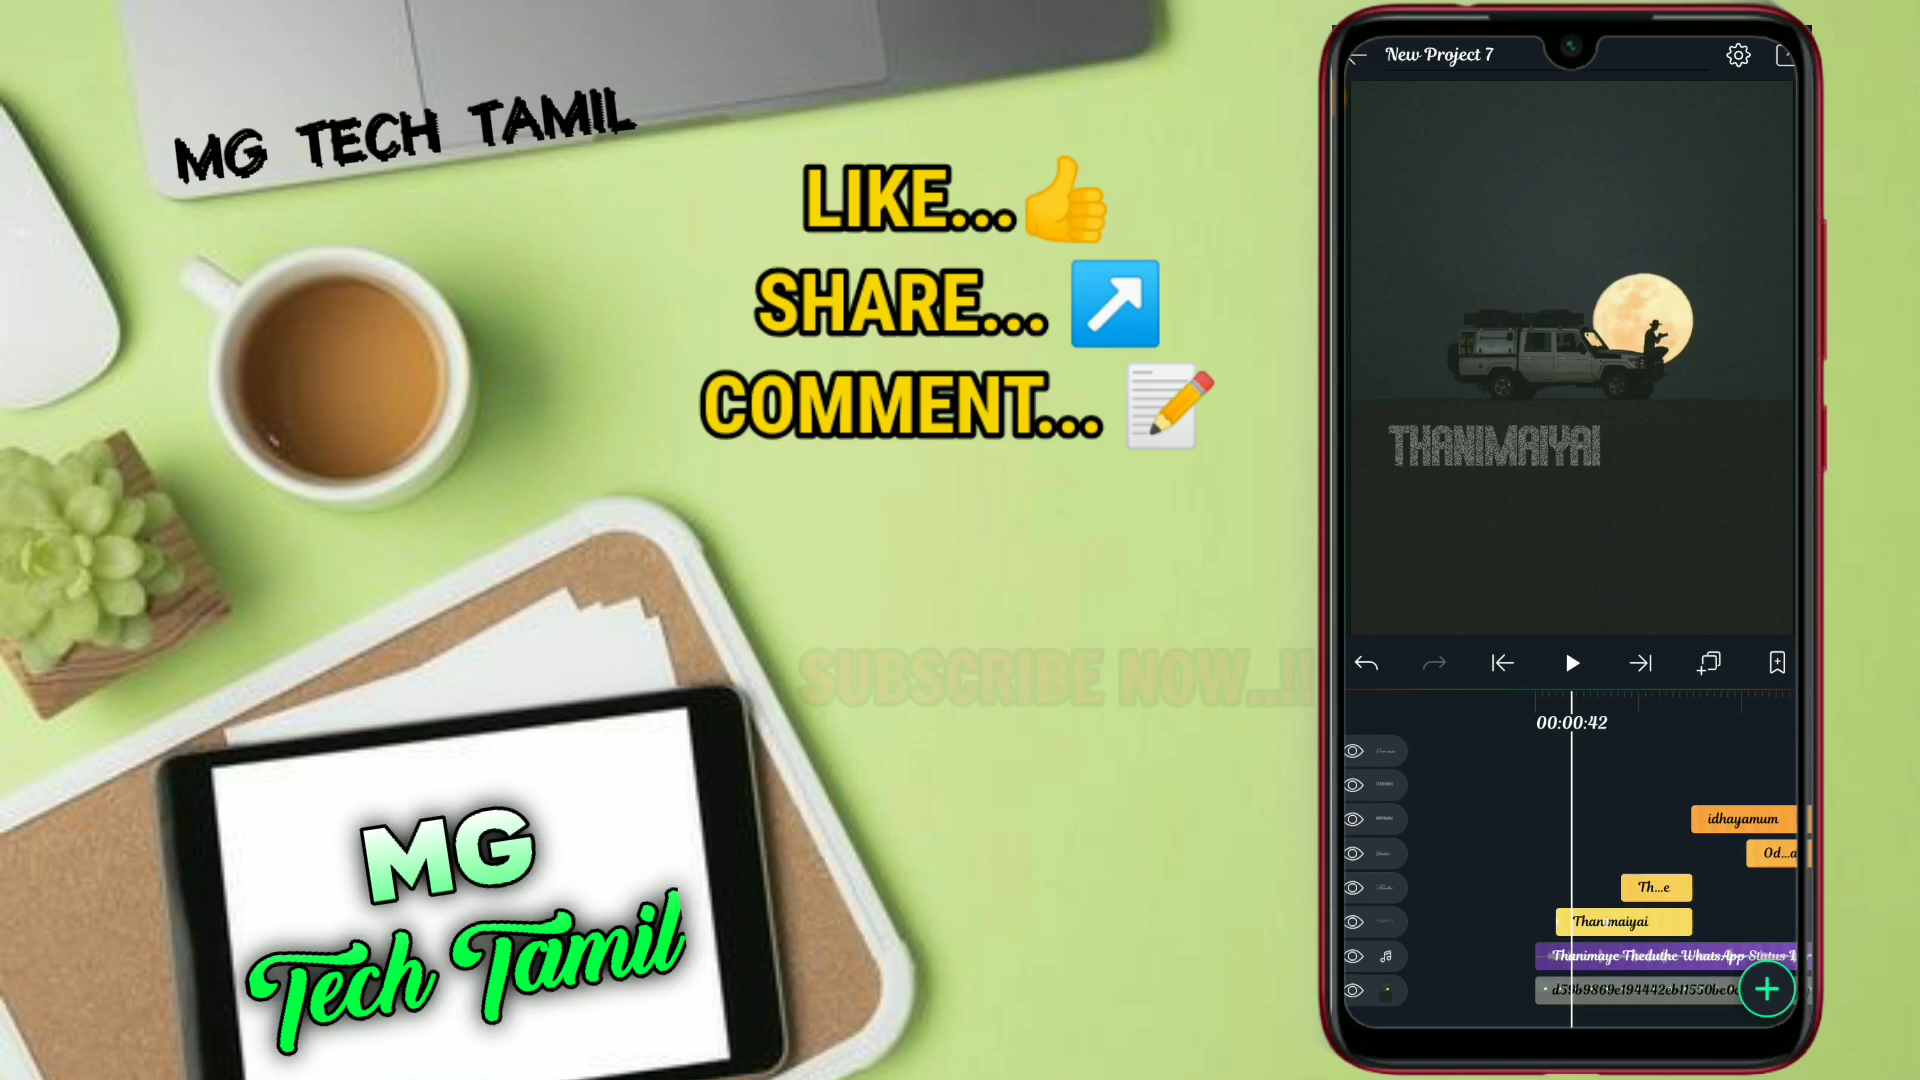 MG TECH TAMIL
LIKE...
SHARE...
COMMENT...
SUBSCRIBE NOW..!!
MG
Tech Tamil
New Project 7
THANIMAIYAI
00:00:42
idhayamum
Od...a
Th...e
Thanimaiyai
Thanimaye Theduthe WhatsApp Status
d59b9869e194442eb11550be0